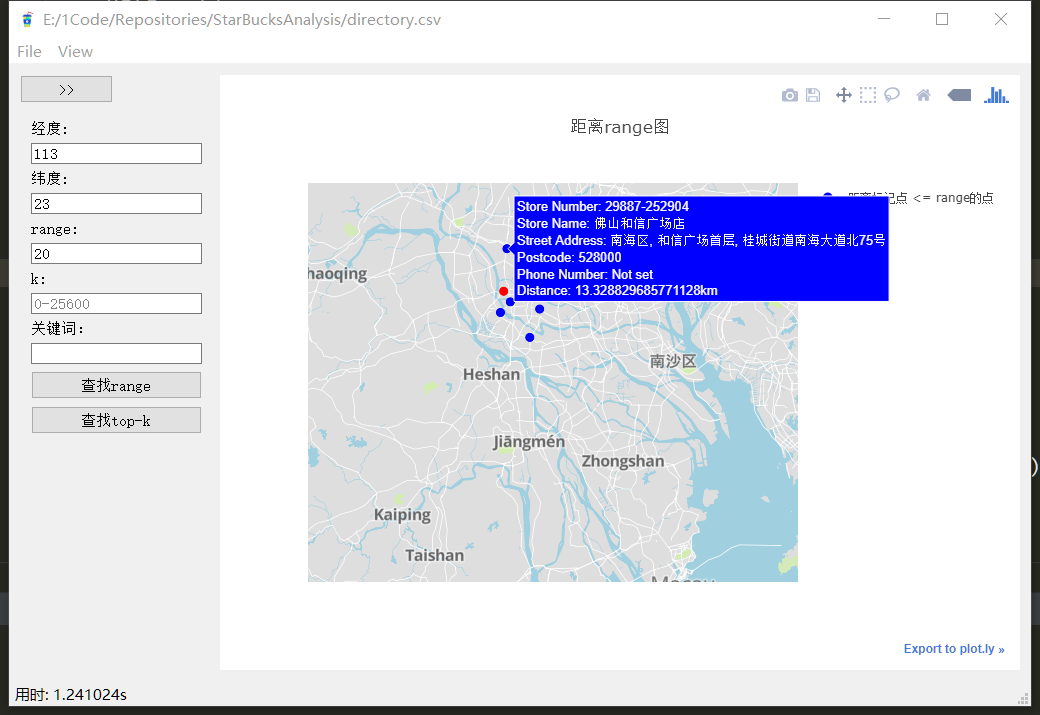 E:/1Code/Repositories/StarBucksAnalysis/directory.csv
File View
>>
经度:
113
纬度:
23
range:
20
k:
0-25600
关键词:
查找range
查找top-k
距离range图
记点 <= range的点
Store Number: 29887-252904
Store Name: 佛山和信广场店
Street Address: 南海区, 和信广场首层, 桂城街道南海大道北75号
Postcode: 528000
Phone Number: Not set
Distance: 13.328829685771128km
haoqing
南沙区
Heshan
Jiāngmén
Zhongshan
Kaiping
Taishan
Macau
Export to plot.ly »
用时: 1.241024s